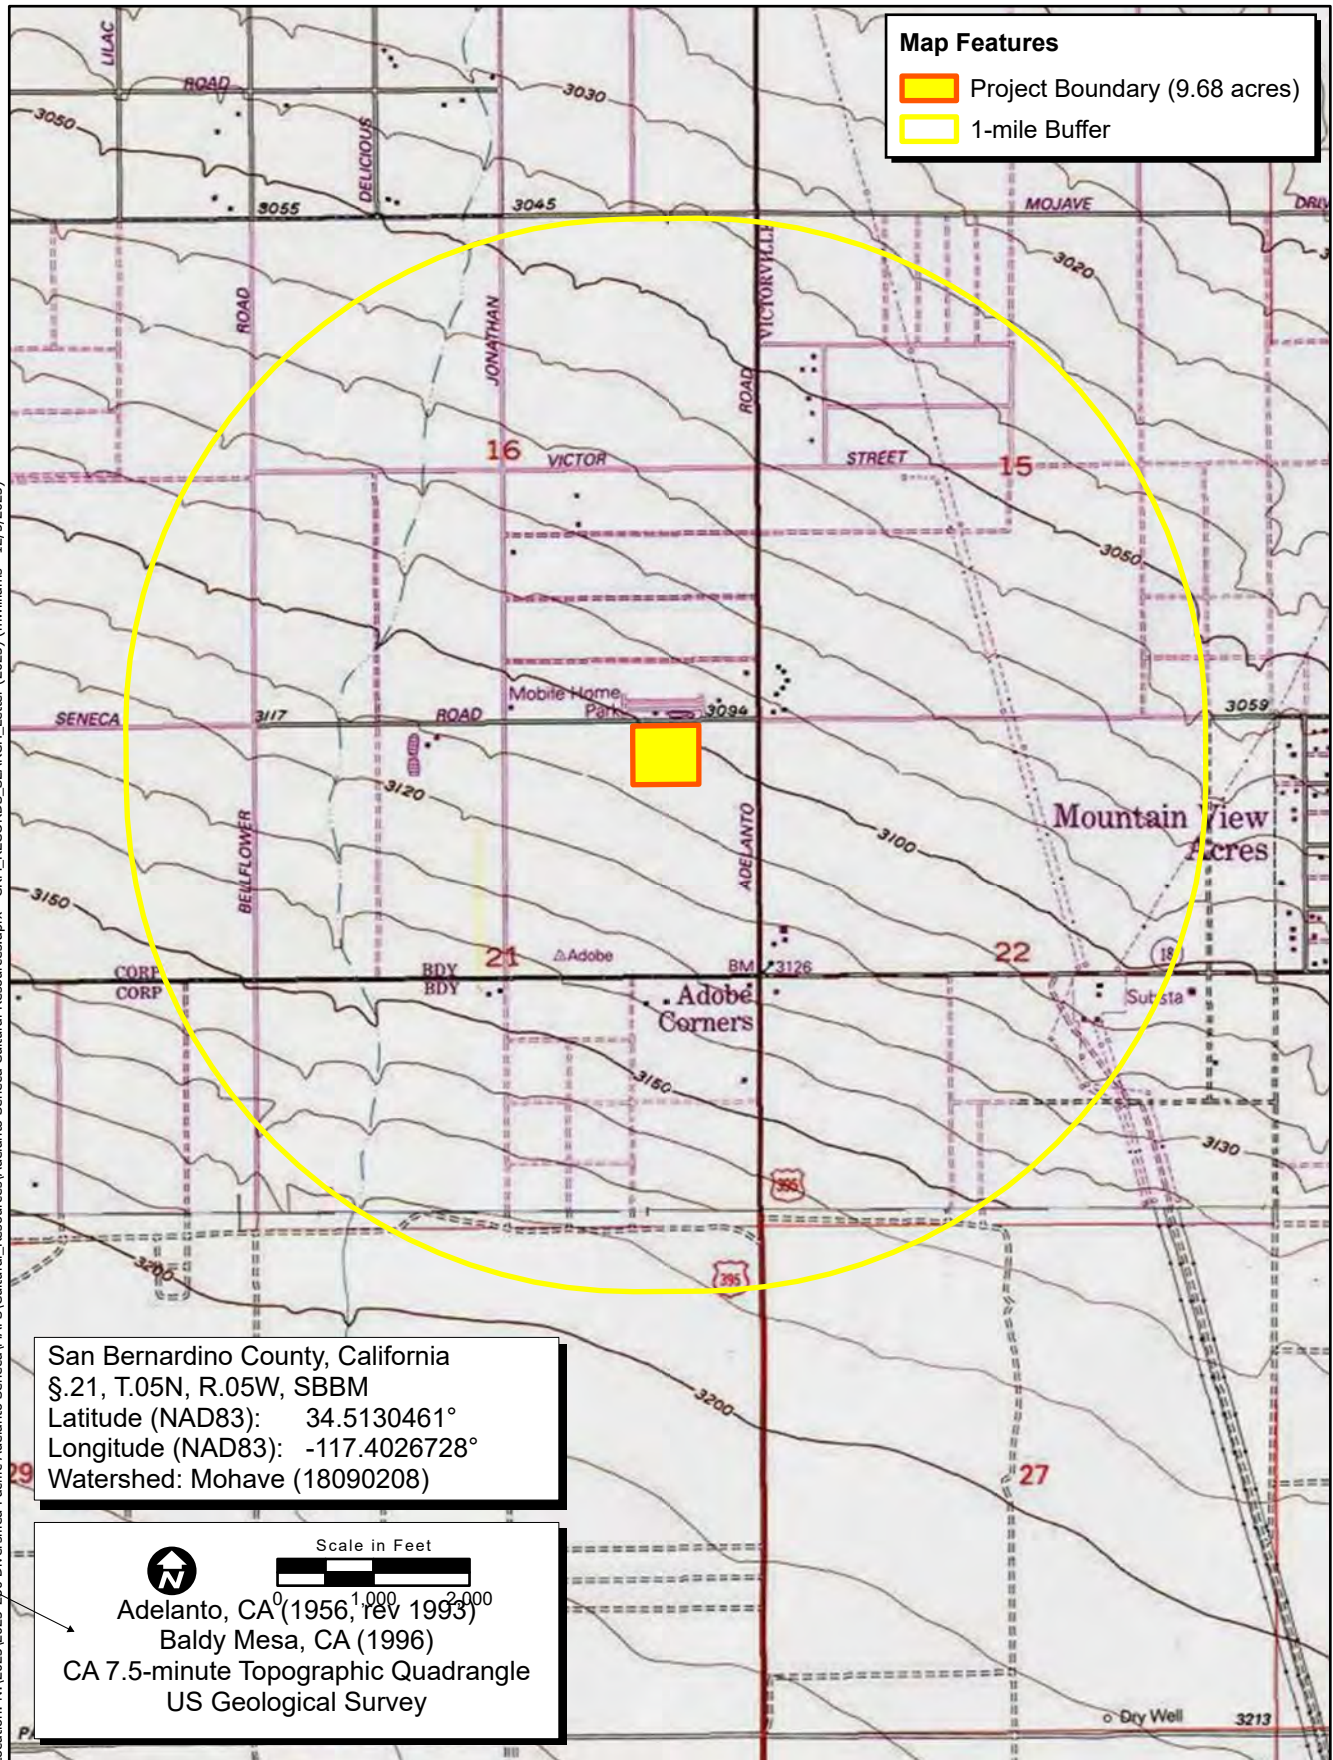 Map Features
Project Boundary (9.68 acres)
1-mile Buffer
LILAC
ROAD
3030
3050
DELICIOUS
3055
3045
MOJAVE
3020
VICTORVILLE
ROAD
JONATHAN
ROAD
16
VICTOR
STREET
15
3050
Mobile Home
Park
3094
SENECA
3117
ROAD
3059
3120
Mountain View
Acres
3100
BELLFLOWER
ADELANTO
3150
21
Adobe
22
18
CORP
BDY
BM
3126
CORP
BDY
Adobe
Corners
Substa
3150
3130
395
3200
395
San Bernardino County, California
§.21, T.05N, R.05W, SBBM
Latitude (NAD83): 34.5130461°
Longitude (NAD83): -117.4026728°
Watershed: Mohave (18090208)
3200
29
27
N
Scale in Feet
0 1,000 2,000
Adelanto, CA (1956, rev 1993)
Baldy Mesa, CA (1996)
CA 7.5-minute Topographic Quadrangle
US Geological Survey
Dry Well
3213